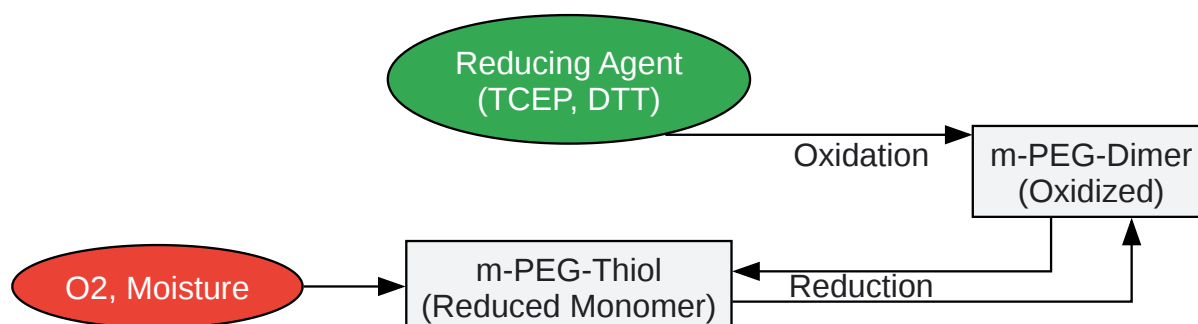 Reducing Agent
(TCEP, DTT)
Oxidation
m-PEG-Dimer
(Oxidized)
O2, Moisture
m-PEG-Thiol
(Reduced Monomer)
Reduction